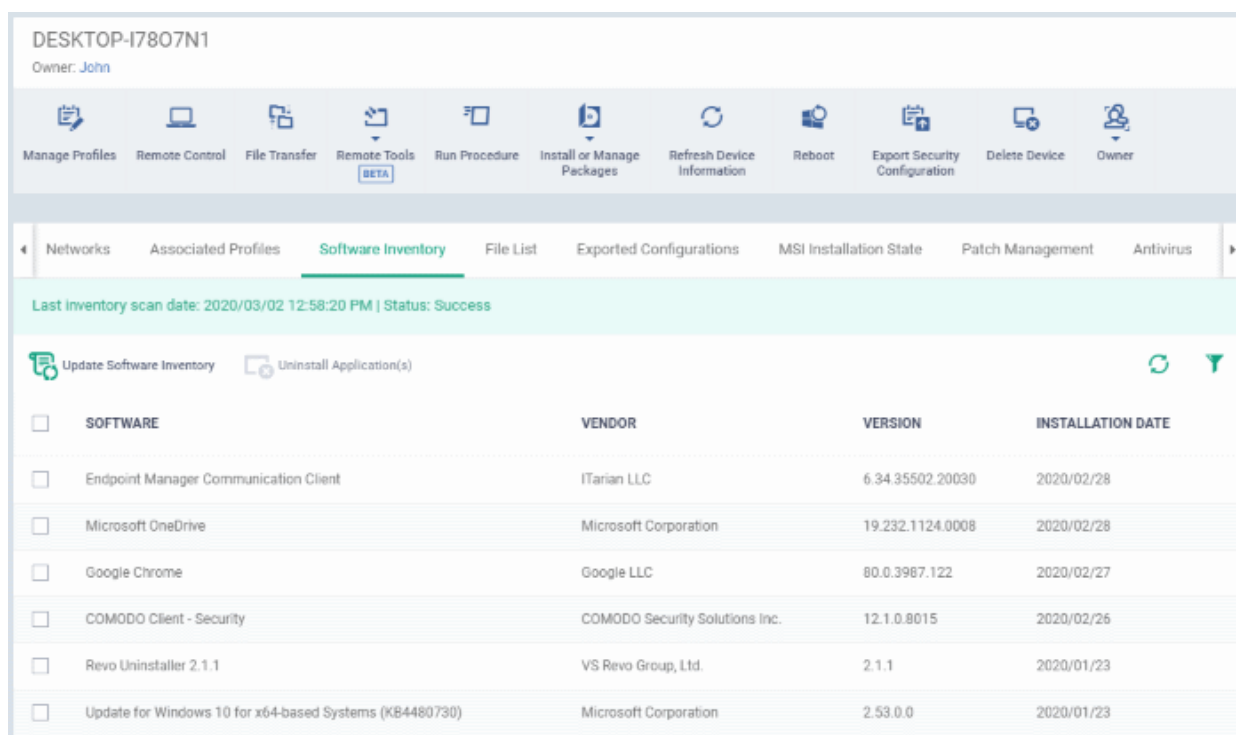 DESKTOP-I78O7N1
Owner: John
Manage Profiles
Remote Control
File Transfer
Remote Tools
BETA
Run Procedure
Install or Manage
Packages
Refresh Device
Information
Reboot
Export Security
Configuration
Delete Device
Owner
Networks Associated Profiles Software Inventory File List Exported Configurations MSI Installation State Patch Management Antivirus
Last inventory scan date: 2020/03/02 12:58:20 PM | Status: Success
Update Software Inventory Uninstall Application(s)
SOFTWARE VENDOR VERSION INSTALLATION DATE
Endpoint Manager Communication Client ITarian LLC 6.34.35502.20030 2020/02/28
Microsoft OneDrive Microsoft Corporation 19.232.1124.0008 2020/02/28
Google Chrome Google LLC 80.0.3987.122 2020/02/27
COMODO Client - Security COMODO Security Solutions Inc. 12.1.0.8015 2020/02/26
Revo Uninstaller 2.1.1 VS Revo Group, Ltd. 2.1.1 2020/01/23
Update for Windows 10 for x64-based Systems (KB4480730) Microsoft Corporation 2.53.0.0 2020/01/23